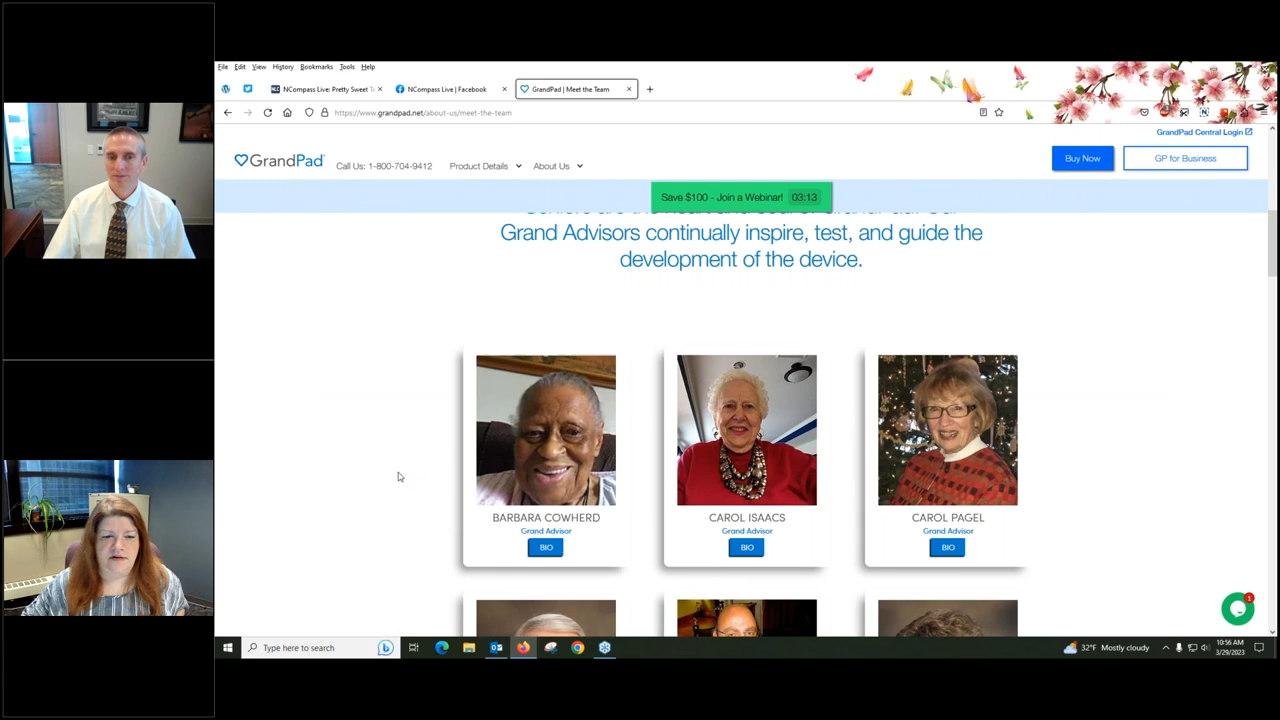 File Edit View History Bookmarks Tools Help
NCompass Live: Pretty Sweet T
NCompass Live | Facebook
GrandPad | Meet the Team
https://www.grandpad.net/about-us/meet-the-team
GrandPad Central Login
GrandPad
Call Us: 1-800-704-9412
Product Details
About Us
Buy Now
GP for Business
Save $100 - Join a Webinar! 03:13
Grand Advisors continually inspire, test, and guide the
development of the device.
BARBARA COWHERD
Grand Advisor
BIO
CAROL ISAACS
Grand Advisor
BIO
CAROL PAGEL
Grand Advisor
BIO
1
Type here to search
32°F Mostly cloudy
10:56 AM
3/29/2023